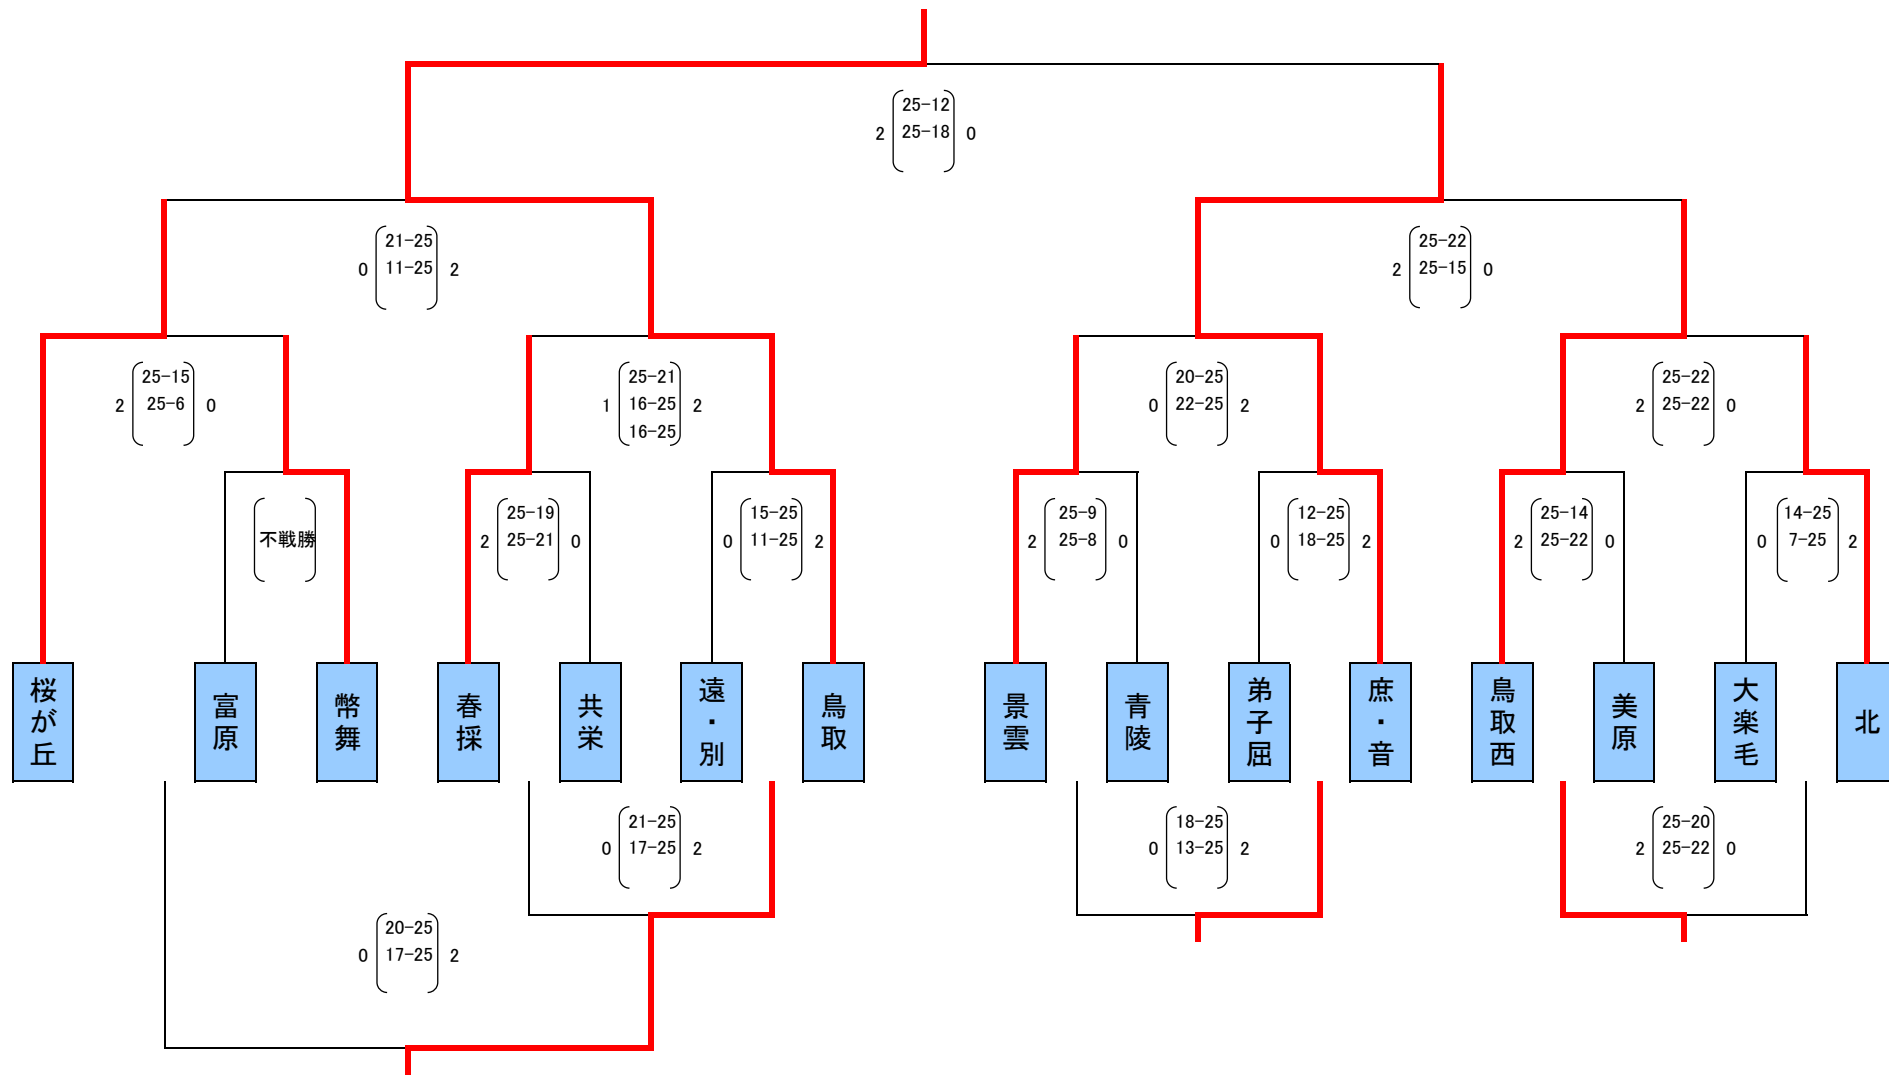 25-12
2 25-18 0
21-25
0 11-25 2
25-22
2 25-15 0
25-15
2 25-6 0
25-21
1 16-25 2
16-25
20-25
0 22-25 2
25-22
2 25-22 0
不戦勝
25-19
2 25-21 0
15-25
0 11-25 2
25-9
2 25-8 0
12-25
0 18-25 2
25-14
2 25-22 0
14-25
0 7-25 2
桜が丘
富原
幣舞
春採
共栄
遠・別
鳥取
景雲
青陵
弟子屈
庶・音
鳥取西
美原
大楽毛
北
21-25
0 17-25 2
18-25
0 13-25 2
25-20
2 25-22 0
20-25
0 17-25 2